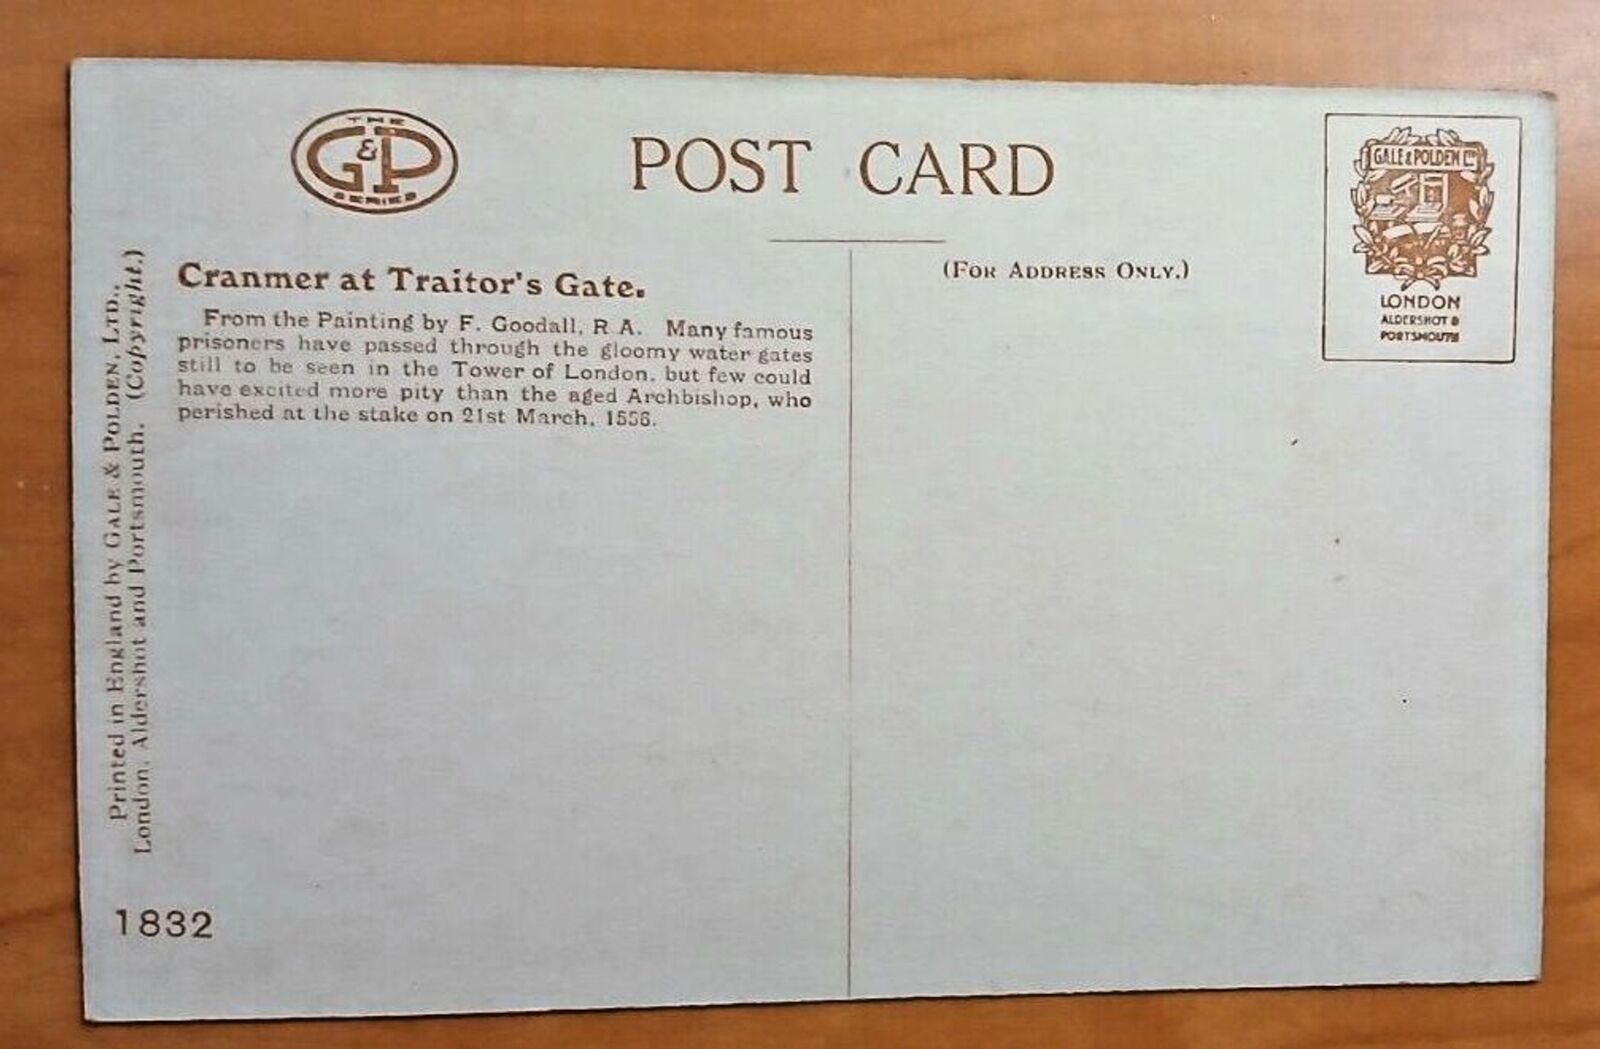 THE
G&P
SERIES
POST CARD
GALE & POLDEN LTD
LONDON
ALDERSHOT &
PORTSMOUTH
Cranmer at Traitor's Gate.
From the Painting by F. Goodall, R A. Many famous
prisoners have passed through the gloomy water gates
still to be seen in the Tower of London, but few could
have excited more pity than the aged Archbishop, who
perished at the stake on 21st March, 1556.
(FOR ADDRESS ONLY.)
Printed in England by GALE & POLDEN, LTD.,
London, Aldershot and Portsmouth. (Copyright.)
1832